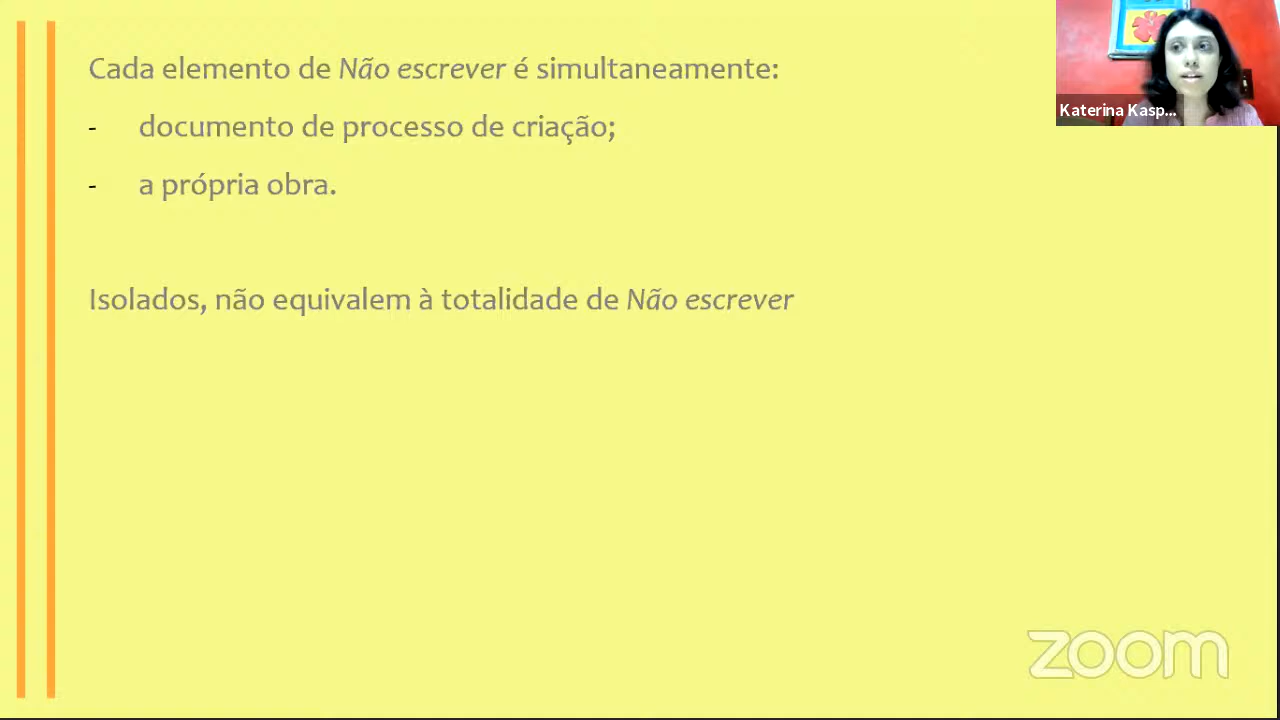 Cada elemento de Não escrever é simultaneamente:
- documento de processo de criação;
- a própria obra.
Isolados, não equivalem à totalidade de Não escrever
Katerina Kasp...
zoom